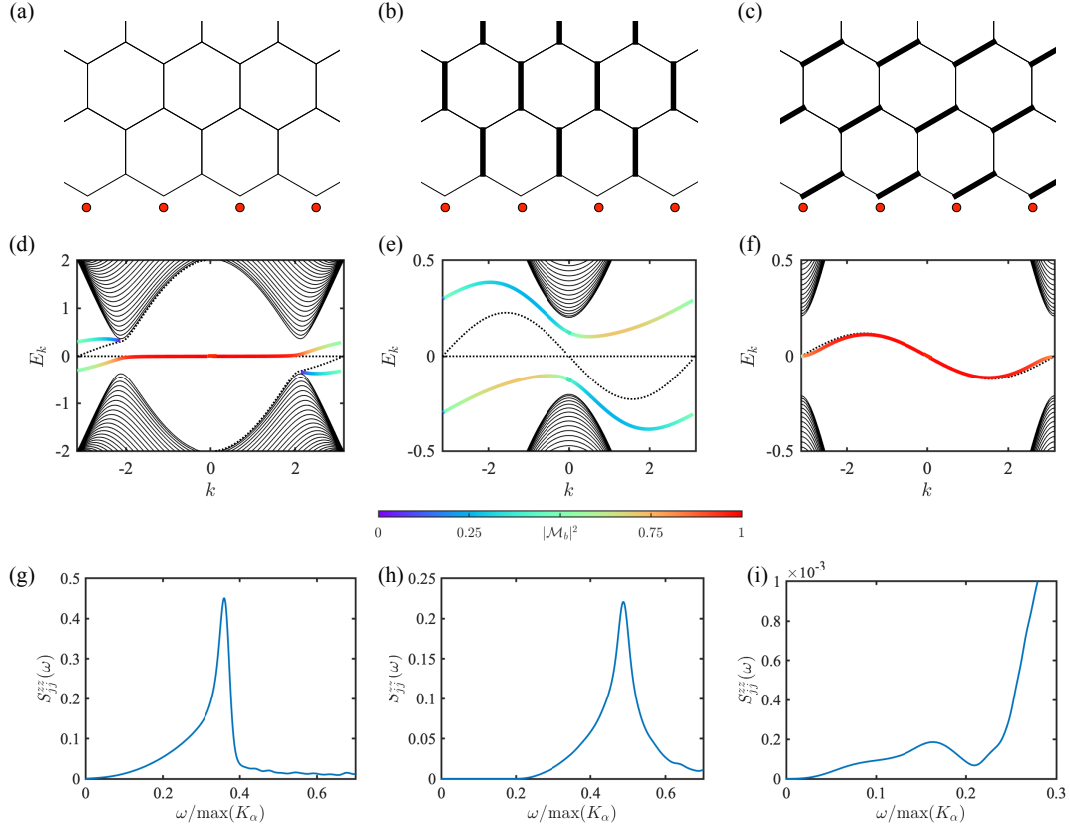 (a) (b) (c)
(d) (e) (f)
2 0.5 0.5
1
E_k 0 E_k 0 E_k 0
-1
-2 -0.5 -0.5
-2 0 2 -2 0 2 -2 0 2
k k k
0 0.25 |\mathcal{M}_b|^2 0.75 1
(g) (h) (i)
0.5 0.25 1 ×10^{-3}
0.4 0.2 0.8
0.3 0.15 0.6
S_{jj}^{zz}(ω) S_{jj}^{zz}(ω) S_{jj}^{zz}(ω)
0.2 0.1 0.4
0.1 0.05 0.2
0 0 0
0 0.2 0.4 0.6 0 0.2 0.4 0.6 0 0.1 0.2 0.3
ω/max(K_α) ω/max(K_α) ω/max(K_α)